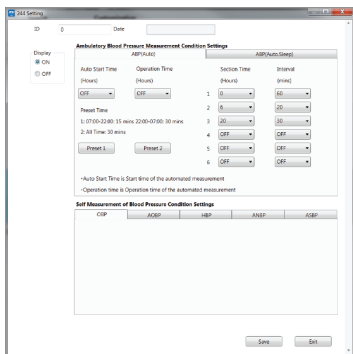 244 Setting
ID 0 Date
Display
ON
OFF
Ambulatory Blood Pressure Measurement Condition Settings
ABP(Auto) ABP(Auto:Sleep)
Auto Start Time Operation Time Section Time Interval
(Hours) (Hours) (Hours) (mins)
OFF OFF 1 0 60
2 6 20
Preset Time 3 20 30
1: 07:00-22:00: 15 mins 22:00-07:00: 30 mins
2: All Time: 30 mins 4 OFF OFF
Preset 1 Preset 2 5 OFF OFF
6 OFF OFF
-Auto Start Time is Start time of the automated measurement
-Operation time is Operation time of the automated measurement
Self Measurement of Blood Pressure Condition Settings
OBP AOBP HBP ANBP ASBP
Save Exit